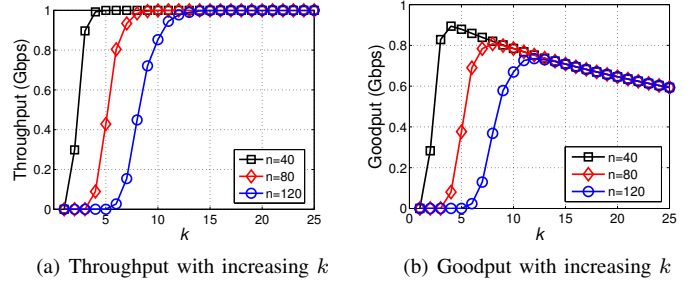 1
0.8
0.6
0.4
0.2
0
Throughput (Gbps)
5 10 15 20 25
k
n=40
n=80
n=120
(a) Throughput with increasing k
1
0.8
0.6
0.4
0.2
0
Goodput (Gbps)
0 5 10 15 20 25
k
n=40
n=80
n=120
(b) Goodput with increasing k